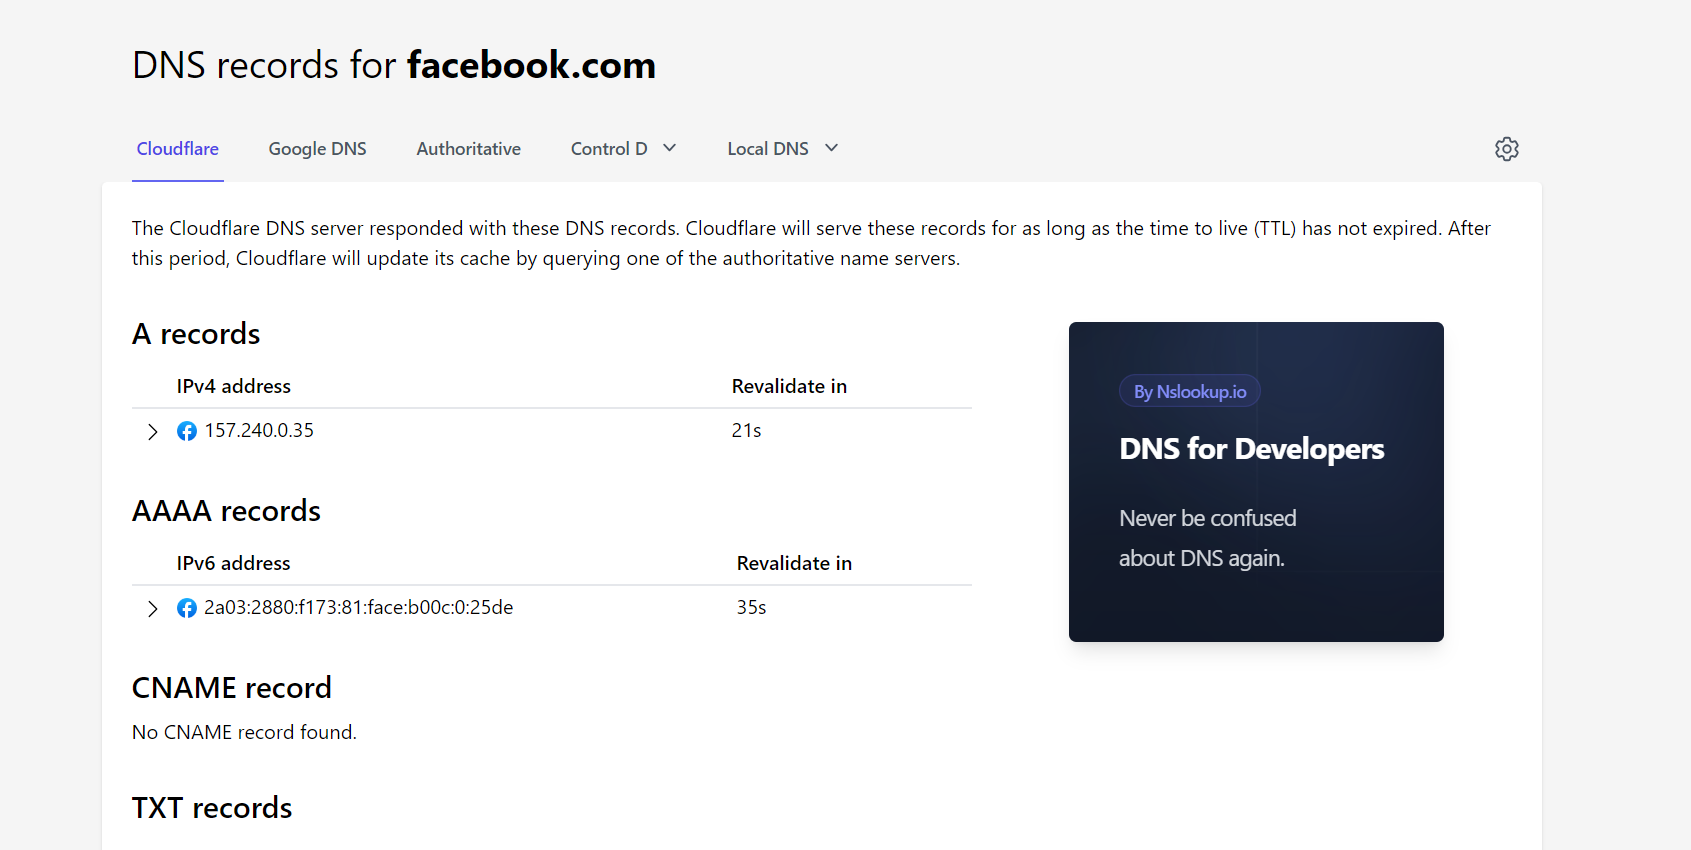 DNS records for facebook.com
Cloudflare Google DNS Authoritative Control D Local DNS
The Cloudflare DNS server responded with these DNS records. Cloudflare will serve these records for as long as the time to live (TTL) has not expired. After
this period, Cloudflare will update its cache by querying one of the authoritative name servers.
A records
IPv4 address Revalidate in
157.240.0.35 21s
AAAA records
IPv6 address Revalidate in
2a03:2880:f173:81:face:b00c:0:25de 35s
CNAME record
No CNAME record found.
TXT records
By Nslookup.io
DNS for Developers
Never be confused
about DNS again.